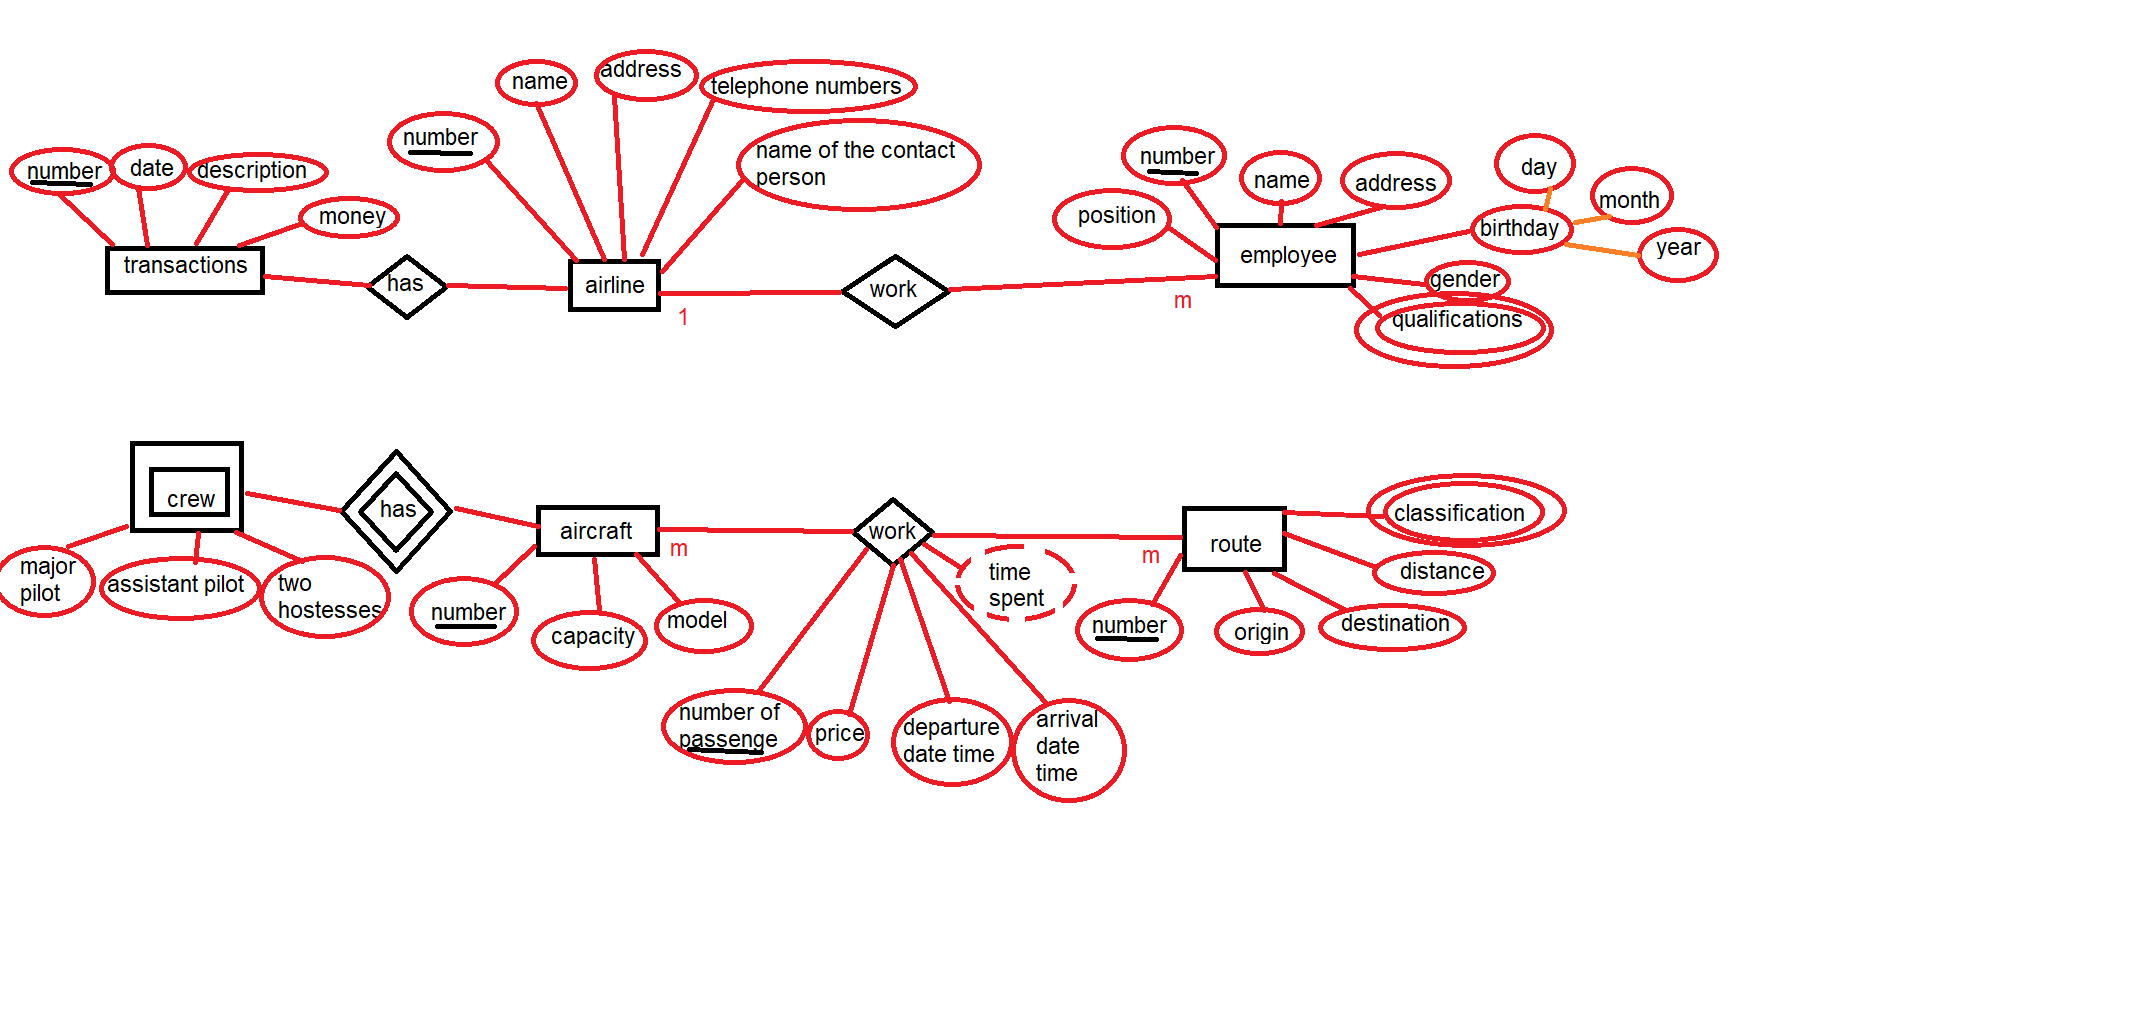 name
address
telephone numbers
number
name of the contact
person
number
date
description
money
transactions
has
airline
1
work
m
number
name
address
position
employee
birthday
day
month
year
gender
qualifications
crew
has
aircraft
m
work
m
route
classification
distance
destination
origin
number
major
pilot
assistant pilot
two
hostesses
number
capacity
model
time
spent
number of
passenge
price
departure
date time
arrival
date
time